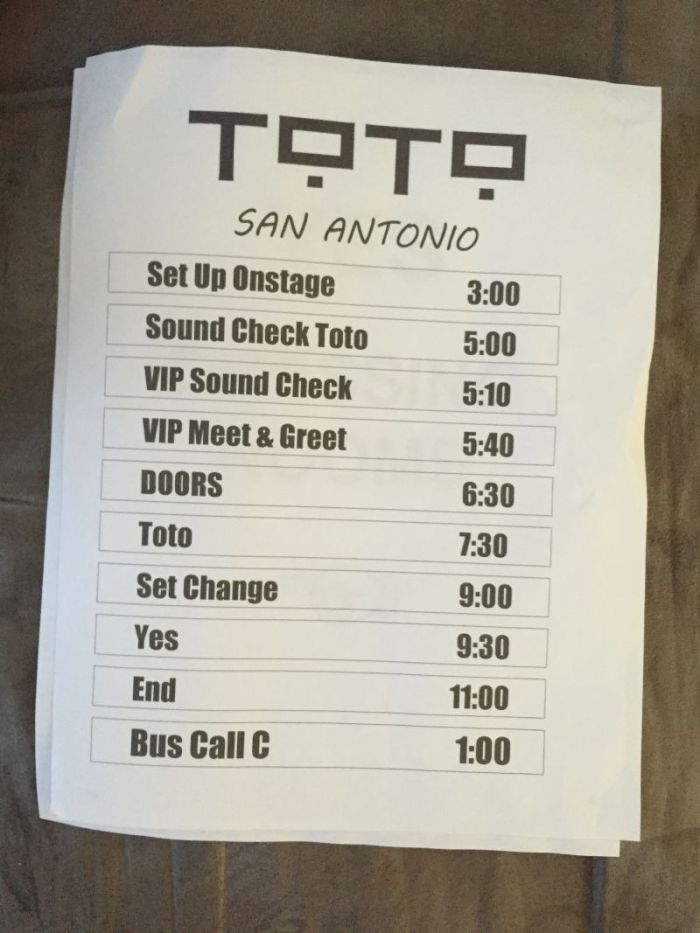 TOTO
SAN ANTONIO
Set Up Onstage 3:00
Sound Check Toto 5:00
VIP Sound Check 5:10
VIP Meet & Greet 5:40
DOORS 6:30
Toto 7:30
Set Change 9:00
Yes 9:30
End 11:00
Bus Call C 1:00